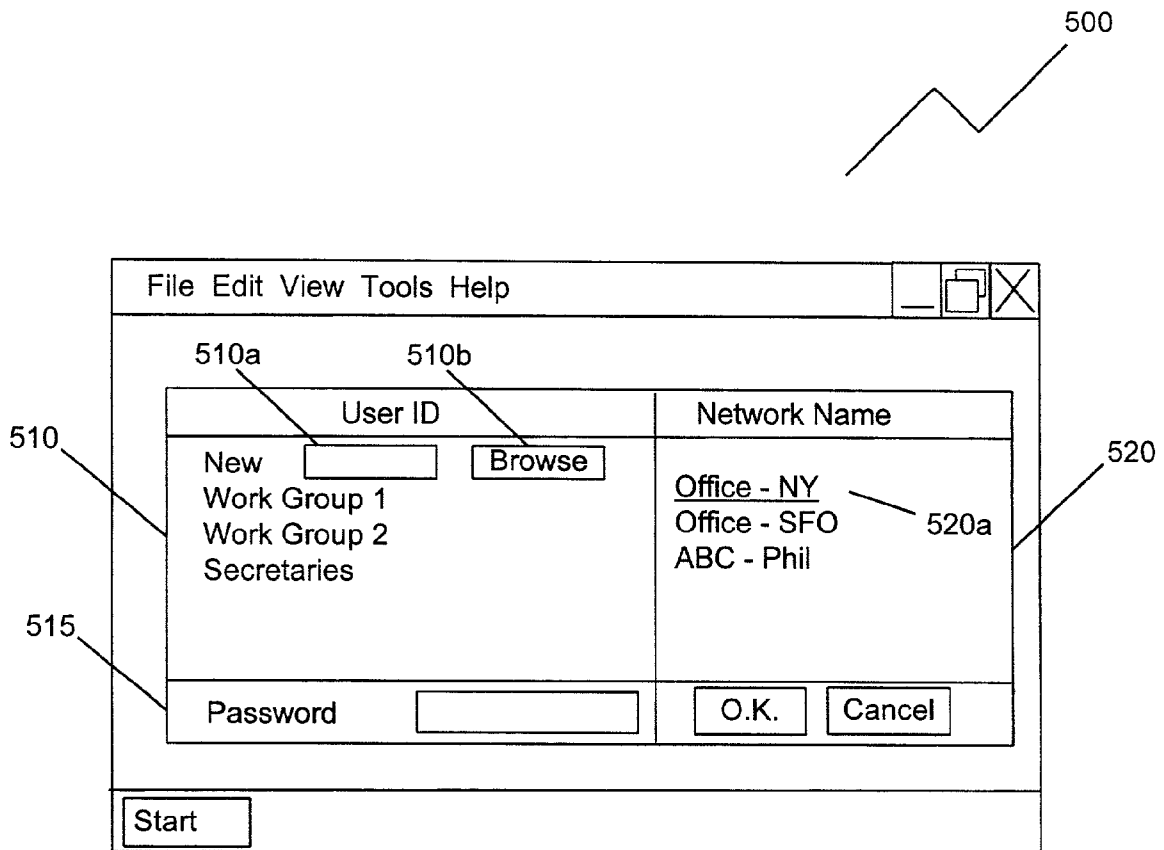 500
File Edit View Tools Help
510a 510b
User ID Network Name
510
New Browse
520
Work Group 1 Office - NY
Work Group 2 Office - SFO 520a
Secretaries ABC - Phil
515
Password O.K. Cancel
Start